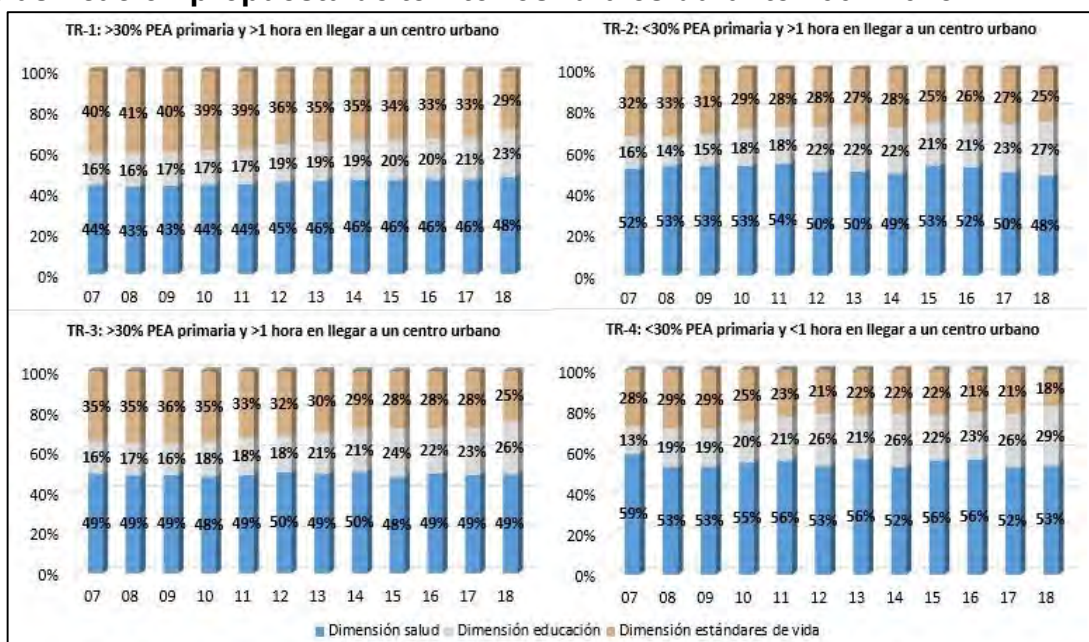 TR-1: >30% PEA primaria y >1 hora en llegar a un centro urbano
100%
80%
60%
40%
20%
0%
40% 41% 40% 39% 39% 36% 35% 35% 34% 33% 33% 29%
16% 16% 17% 17% 17% 19% 19% 19% 20% 20% 21% 23%
44% 43% 43% 44% 44% 45% 46% 46% 46% 46% 46% 48%
07 08 09 10 11 12 13 14 15 16 17 18
TR-2: <30% PEA primaria y >1 hora en llegar a un centro urbano
100%
80%
60%
40%
20%
0%
32% 33% 31% 29% 28% 28% 27% 28% 25% 26% 27% 25%
16% 14% 15% 18% 18% 22% 22% 22% 21% 21% 23% 27%
52% 53% 53% 53% 54% 50% 50% 49% 53% 52% 50% 48%
07 08 09 10 11 12 13 14 15 16 17 18
TR-3: >30% PEA primaria y >1 hora en llegar a un centro urbano
100%
80%
60%
40%
20%
0%
35% 35% 36% 35% 33% 32% 30% 29% 28% 28% 28% 25%
16% 17% 16% 18% 18% 18% 21% 21% 24% 22% 23% 26%
49% 49% 49% 48% 49% 50% 49% 50% 48% 49% 49% 49%
07 08 09 10 11 12 13 14 15 16 17 18
TR-4: <30% PEA primaria y <1 hora en llegar a un centro urbano
100%
80%
60%
40%
20%
0%
28% 29% 29% 25% 23% 21% 22% 22% 22% 21% 21% 18%
13% 19% 19% 20% 21% 26% 21% 26% 22% 23% 26% 29%
59% 53% 53% 55% 56% 53% 56% 52% 56% 56% 52% 53%
07 08 09 10 11 12 13 14 15 16 17 18
Dimensión salud Dimensión educación Dimensión estándares de vida